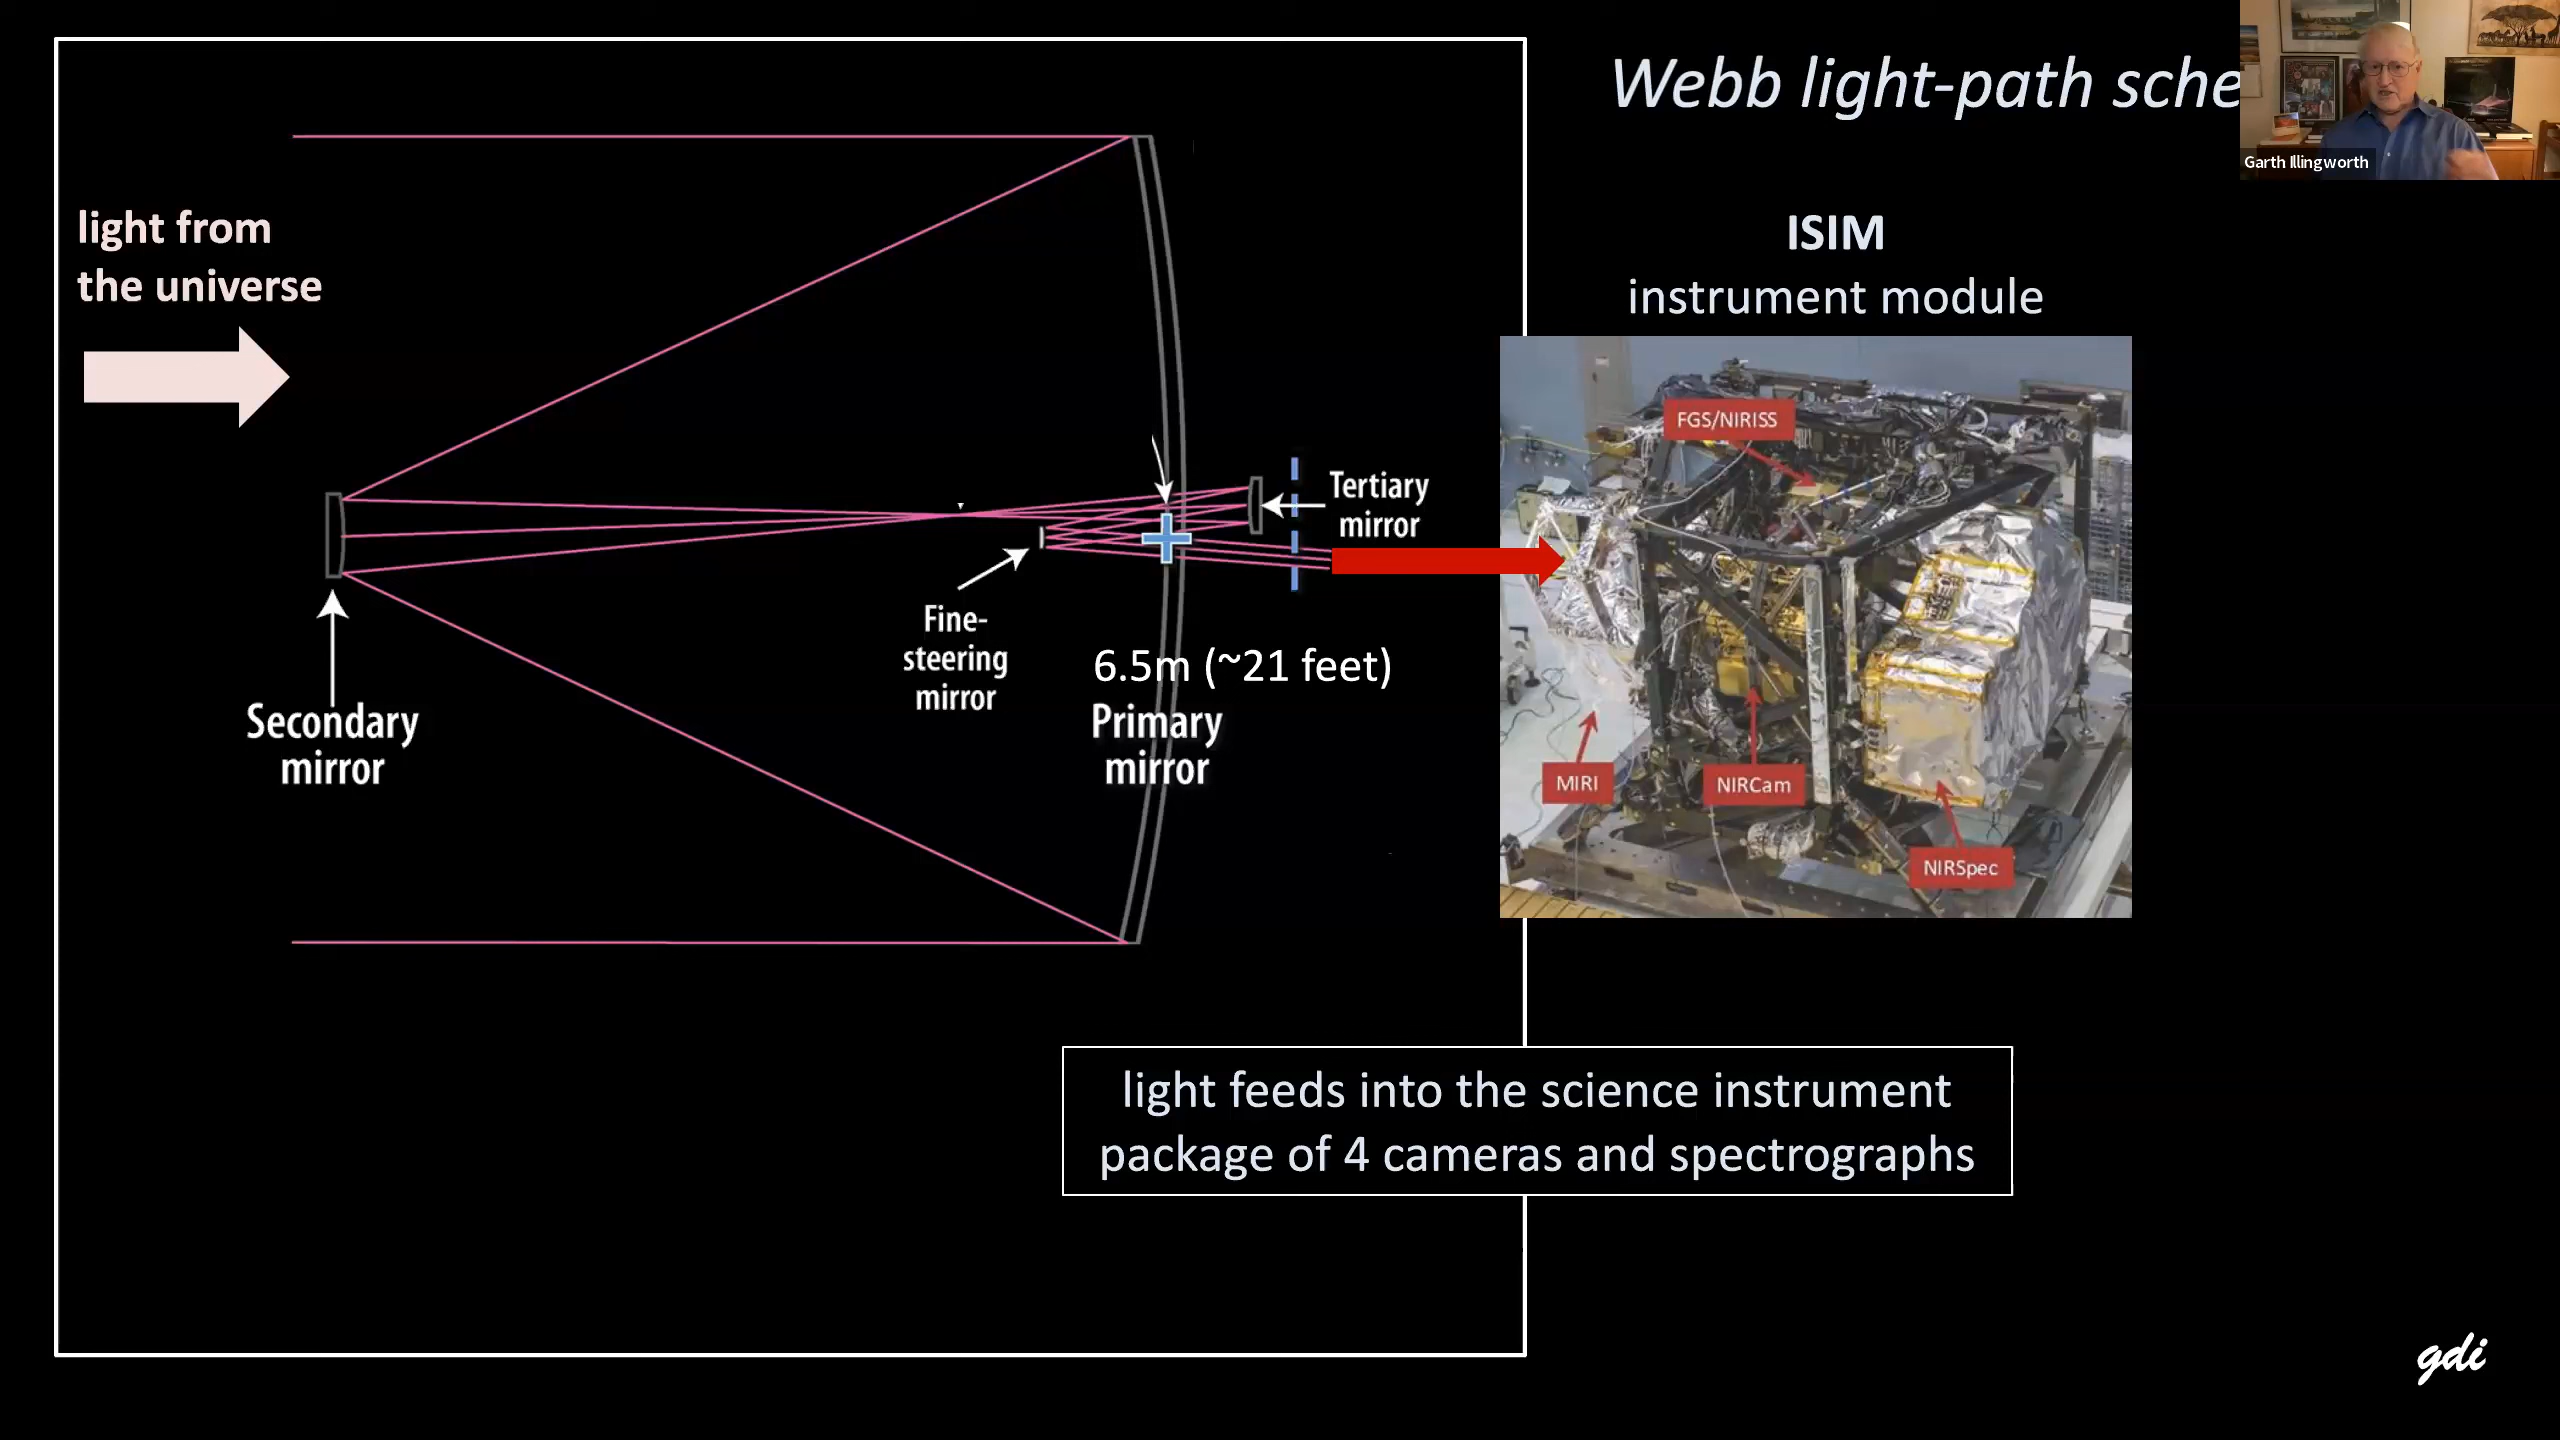 Webb light-path sche
Garth Illingworth
light from
the universe
ISIM
instrument module
FGS/NIRISS
Tertiary
mirror
Fine-
steering
mirror
6.5m (~21 feet)
Primary
mirror
Secondary
mirror
MIRI
NIRCam
NIRSpec
light feeds into the science instrument
package of 4 cameras and spectrographs
gdi